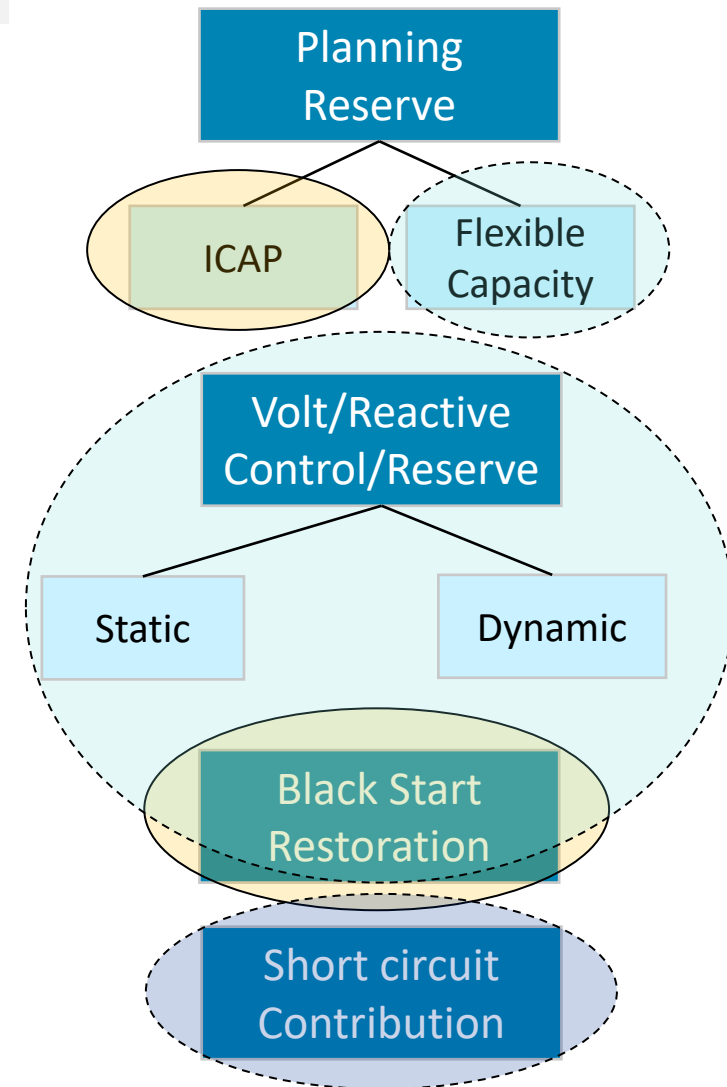 Planning
Reserve
ICAP
Flexible
Capacity
Volt/Reactive
Control/Reserve
Static
Dynamic
Black Start
Restoration
Short circuit
Contribution